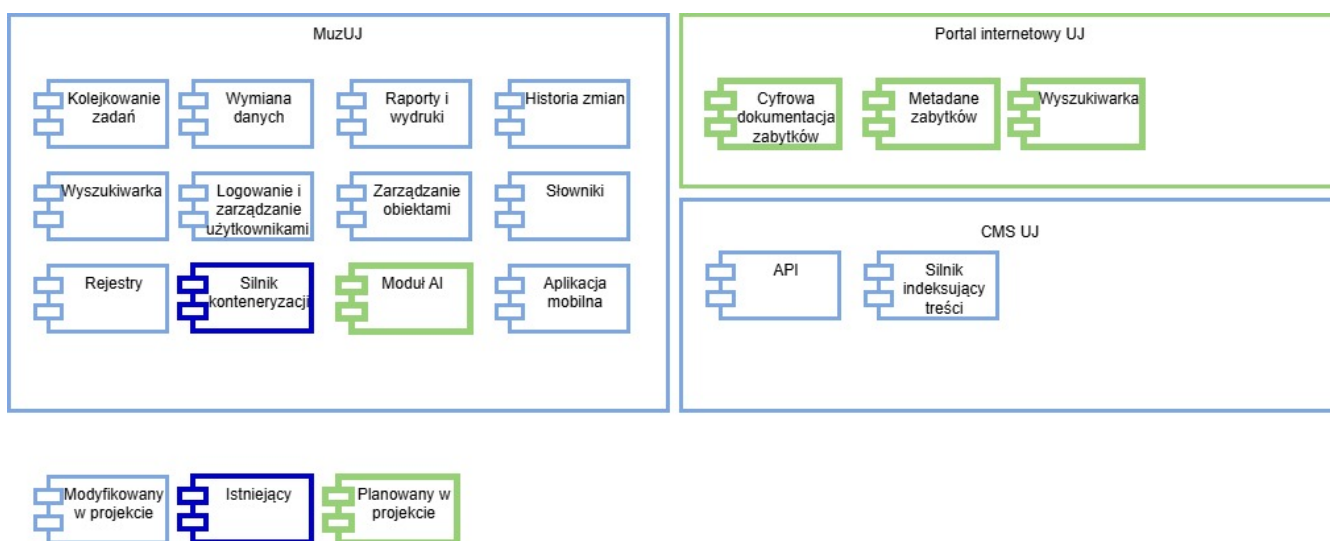 MuzUJ
Kolejkowanie
zadań
Wymiana
danych
Raporty i
wydruki
Historia zmian
Wyszukiwarka
Logowanie i
zarządzanie
użytkownikami
Zarządzanie
obiektami
Słowniki
Rejestry
Silnik
konteneryzacji
Moduł AI
Aplikacja
mobilna
Portal internetowy UJ
Cyfrowa
dokumentacja
zabytków
Metadane
zabytków
Wyszukiwarka
CMS UJ
API
Silnik
indeksujący
treści
Modyfikowany
w projekcie
Istniejący
Planowany w
projekcie